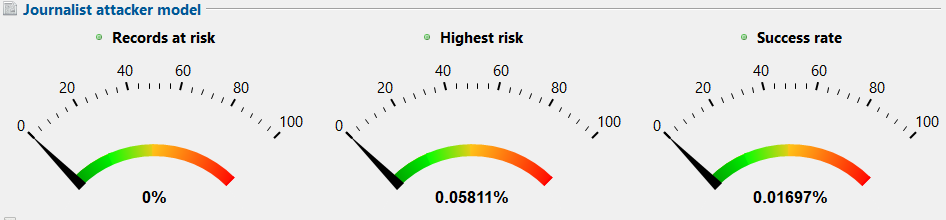 Journalist attacker model
Records at risk
Highest risk
Success rate
0 20 40 60 80 100
0 20 40 60 80 100
0 20 40 60 80 100
0%
0.05811%
0.01697%